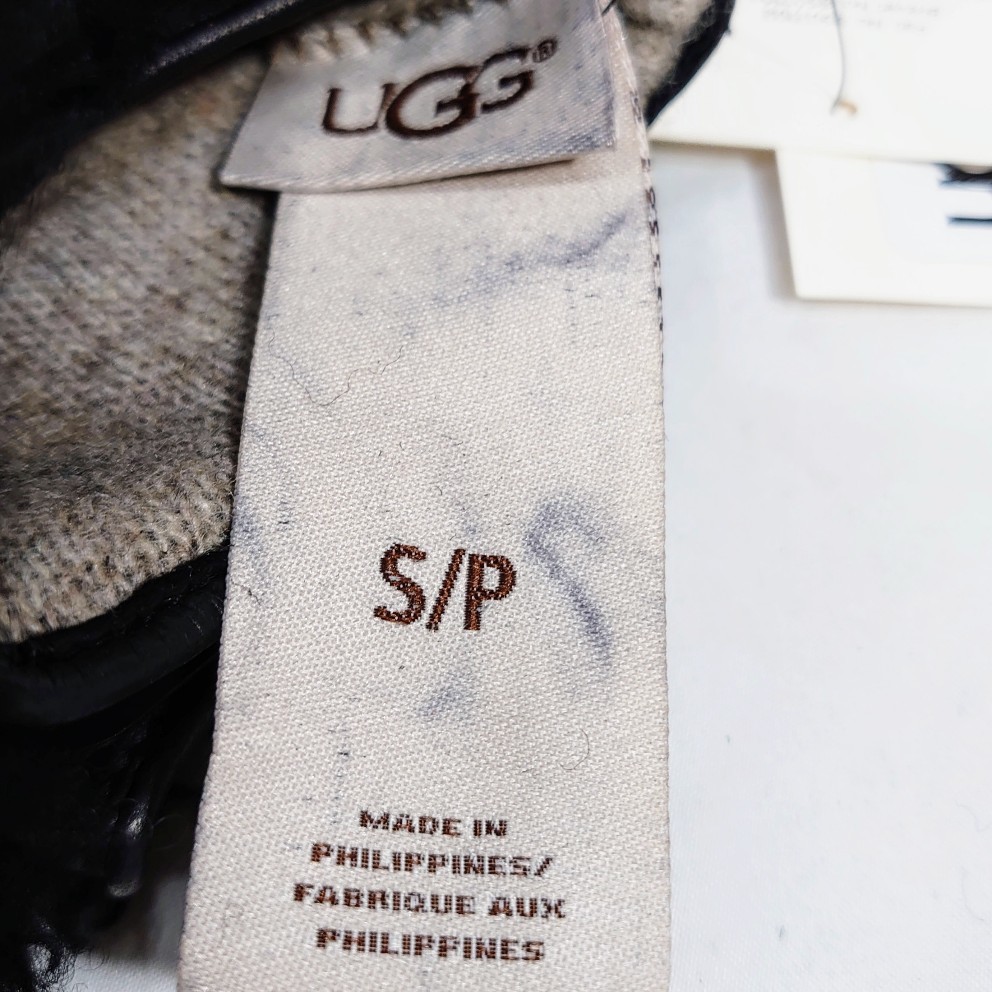 UGG®
S/P
MADE IN
PHILIPPINES/
FABRIQUE AUX
PHILIPPINES